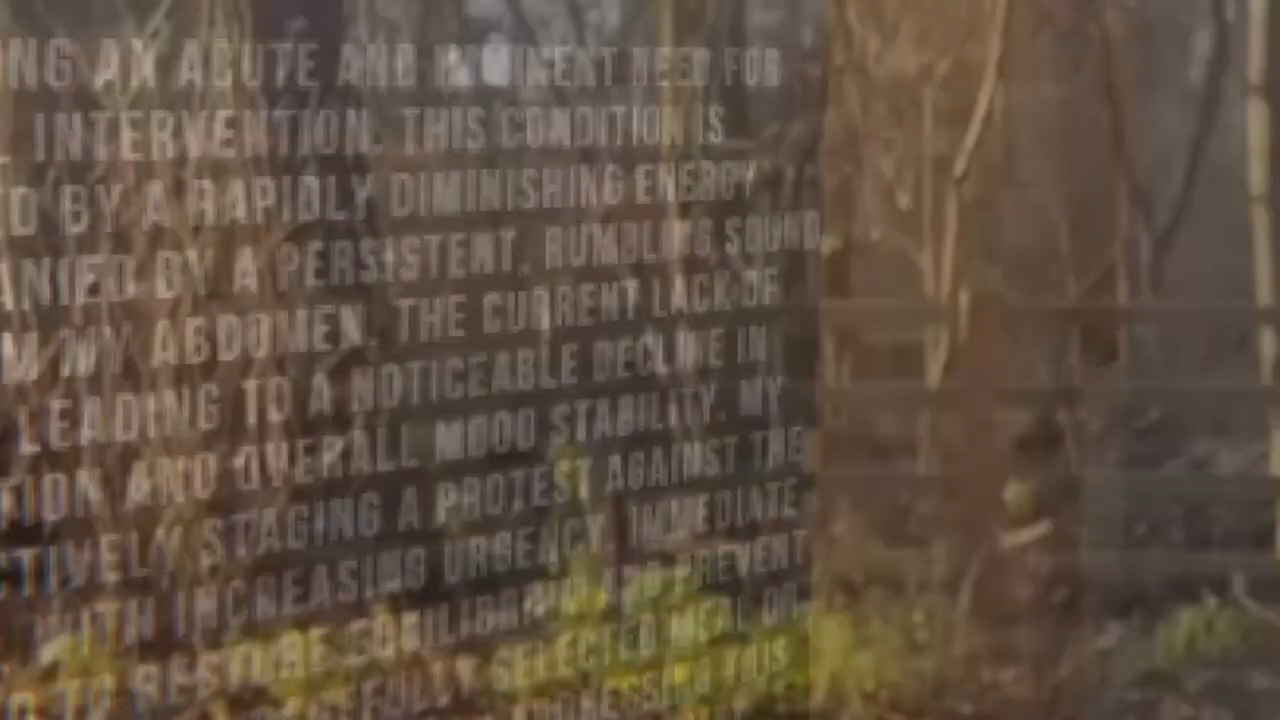 NG AN ACUTE AND IMMINENT NEED FOR
INTERVENTION. THIS CONDITION IS
D BY A RAPIDLY DIMINISHING ENERGY
ANIED BY A PERSISTENT, RUMBLING SOUND
M MY ABDOMEN. THE CURRENT LACK OF
LEADING TO A NOTICEABLE DECLINE IN
TION AND OVERALL MOOD STABILITY. MY
CTIVELY STAGING A PROTEST AGAINST THE
WITH INCREASING URGENCY. IMMEDIATE
TO RESTORE EQUILIBRIUM AND PREVENT
SELECTED MEAL OR
THIS